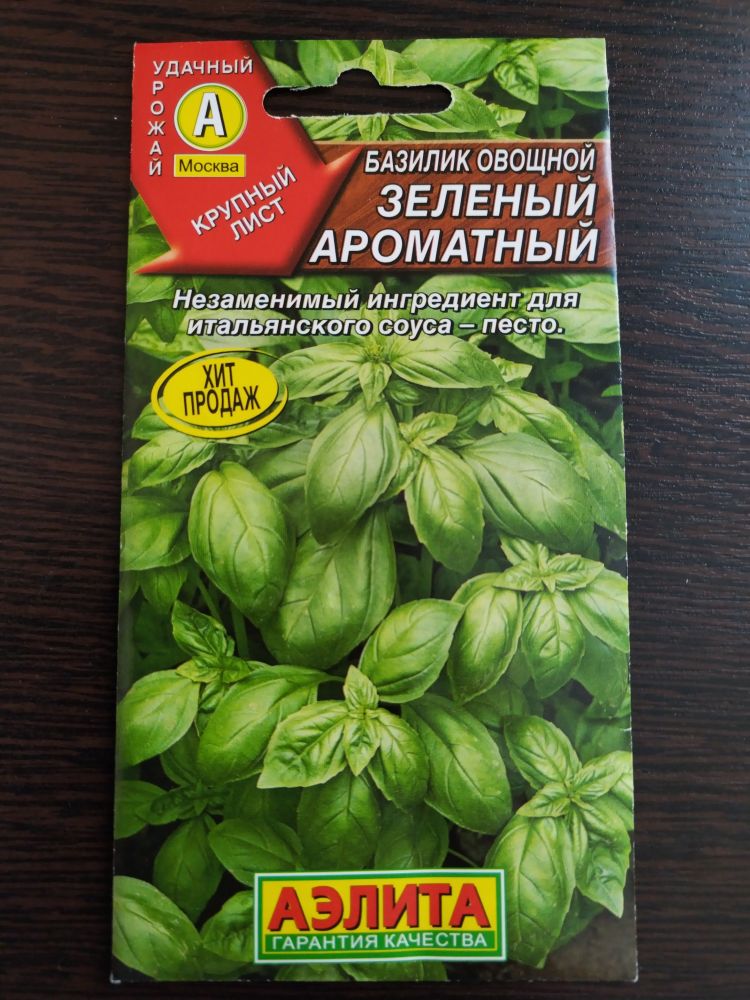 УДАЧНЫЙ
УРОЖАЙ
А
Москва
КРУПНЫЙ
ЛИСТ
БАЗИЛИК ОВОЩНОЙ
ЗЕЛЕНЫЙ
АРОМАТНЫЙ
Незаменимый ингредиент для
итальянского соуса – песто.
ХИТ
ПРОДАЖ
АЭЛИТА
ГАРАНТИЯ КАЧЕСТВА